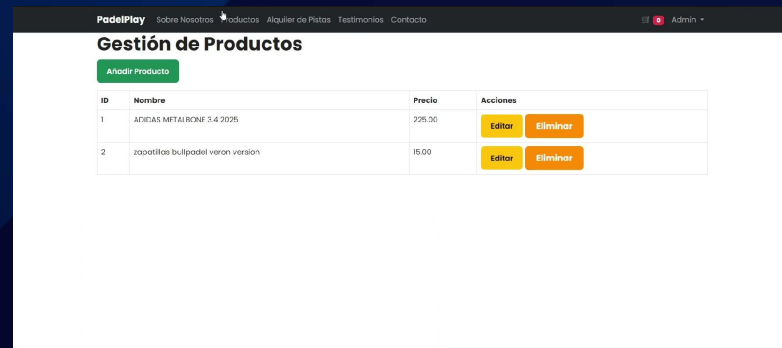 PadelPlay Sobre Nosotros Productos Alquiler de Pistas Testimonios Contacto 0 Admin
Gestión de Productos
Añadir Producto
ID Nombre Precio Acciones
1 ADIDAS METALBONE 3.4 2025 225.00 Editar Eliminar
2 zapatillas bullpadel veron version 15.00 Editar Eliminar